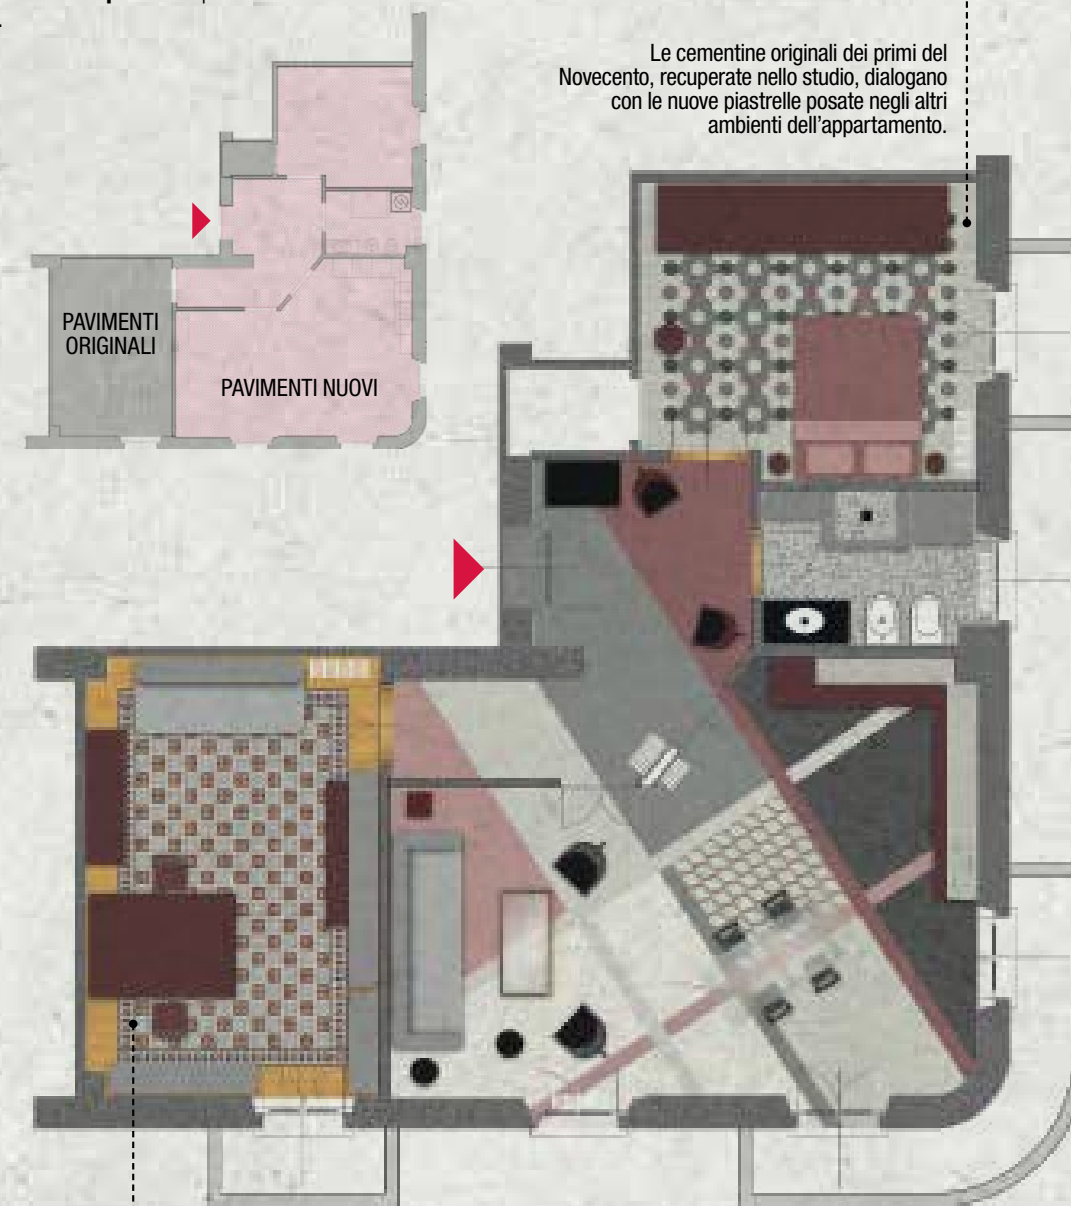 Le cementine originali dei primi del
Novecento, recuperate nello studio, dialogano
con le nuove piastrelle posate negli altri
ambienti dell'appartamento.
PAVIMENTI
ORIGINALI
PAVIMENTI NUOVI